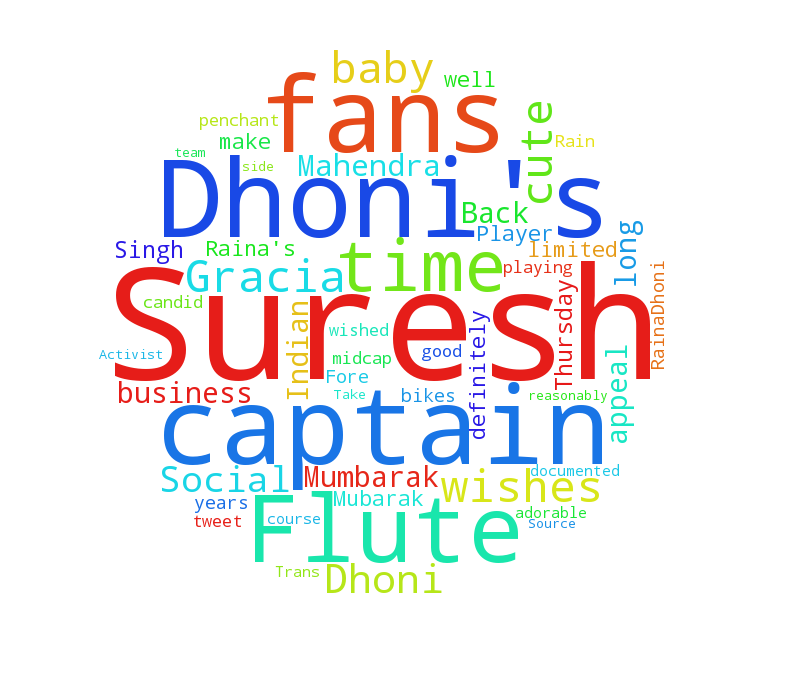 baby
well
fans
penchant
make
cute
Rain
team
side
Mahendra
Dhoni's
Back
Player
Singh
Raina's
time
limited
long
Gracia
playing
Thursday
RainaDhoni
candid
Suresh
Indian
wished
definitely
Activist
midcap
good
appeal
Fore
business
Take
bikes
reasonably
captain
Social
Mumbarak
wishes
documented
years
Mubarak
adorable
tweet
course
Flute
Source
Trans
Dhoni